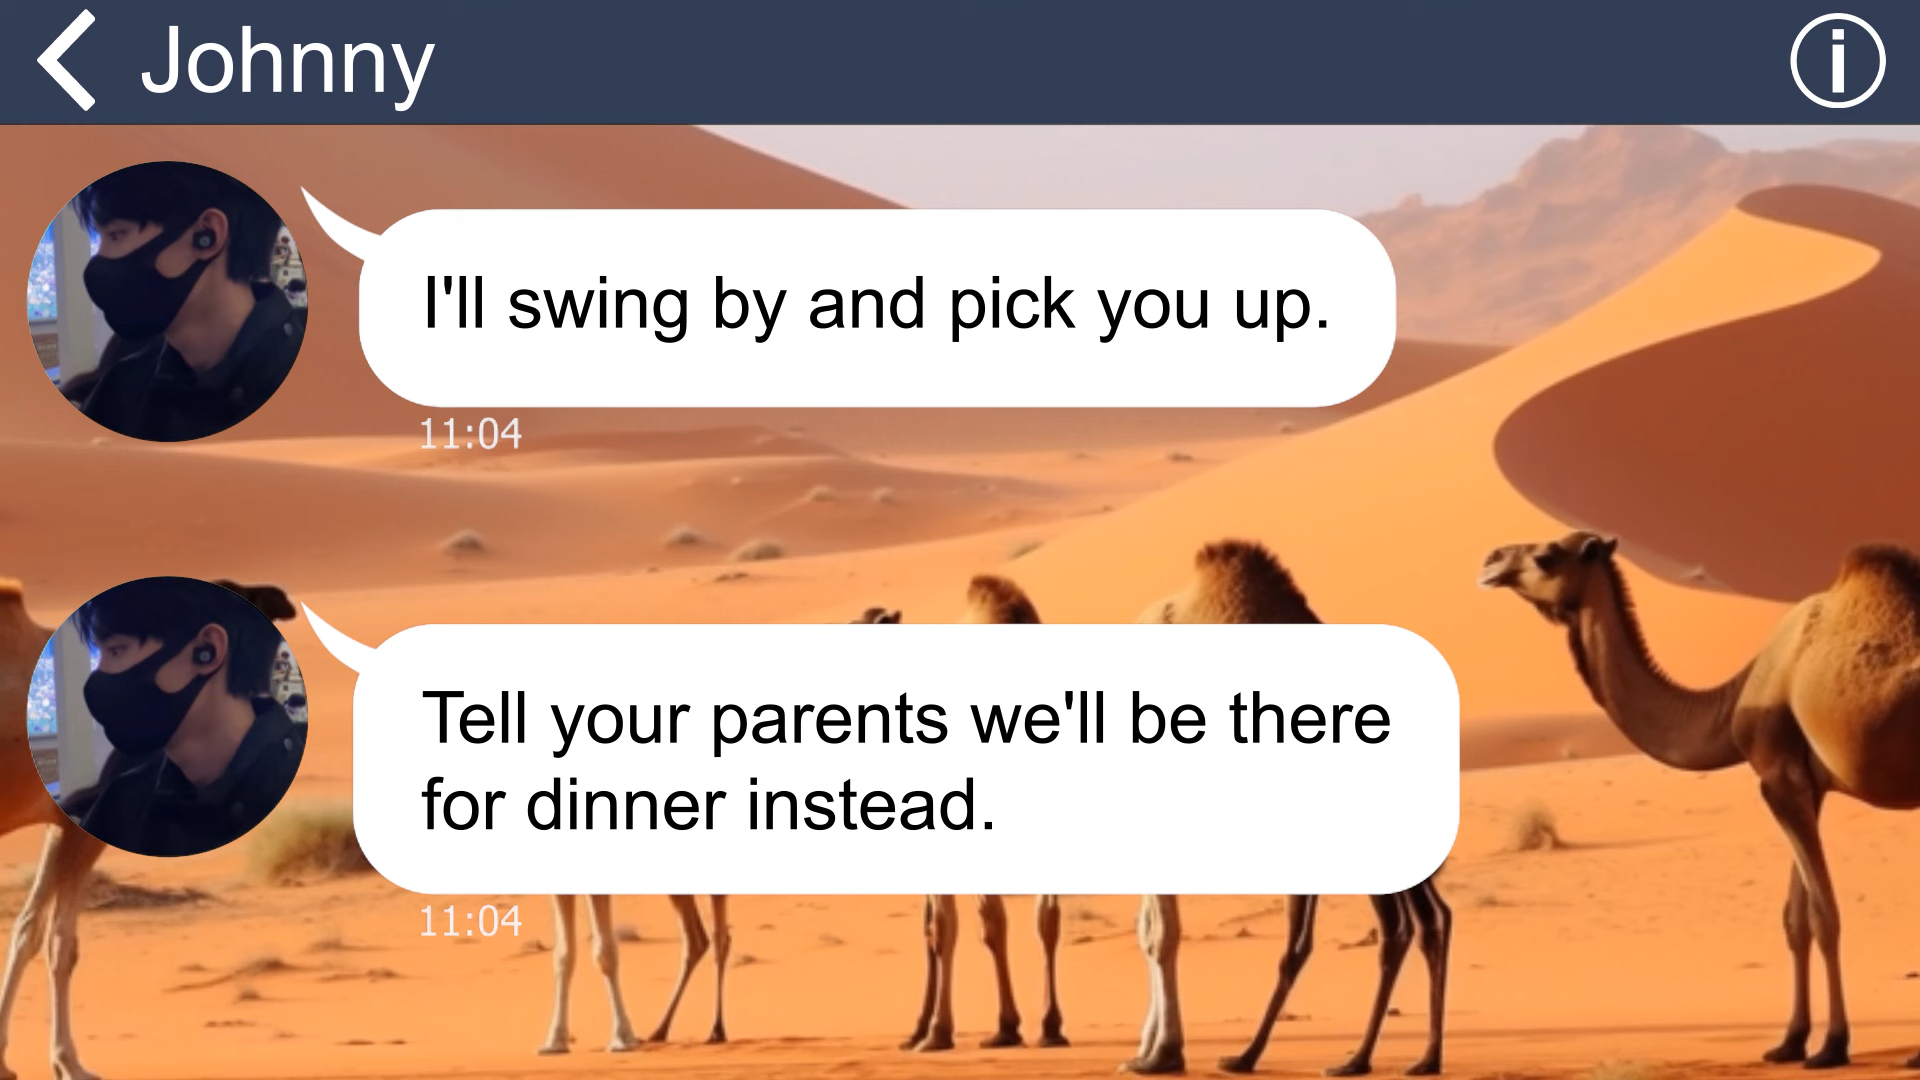 Johnny
I'll swing by and pick you up.
11:04
Tell your parents we'll be there
for dinner instead.
11:04